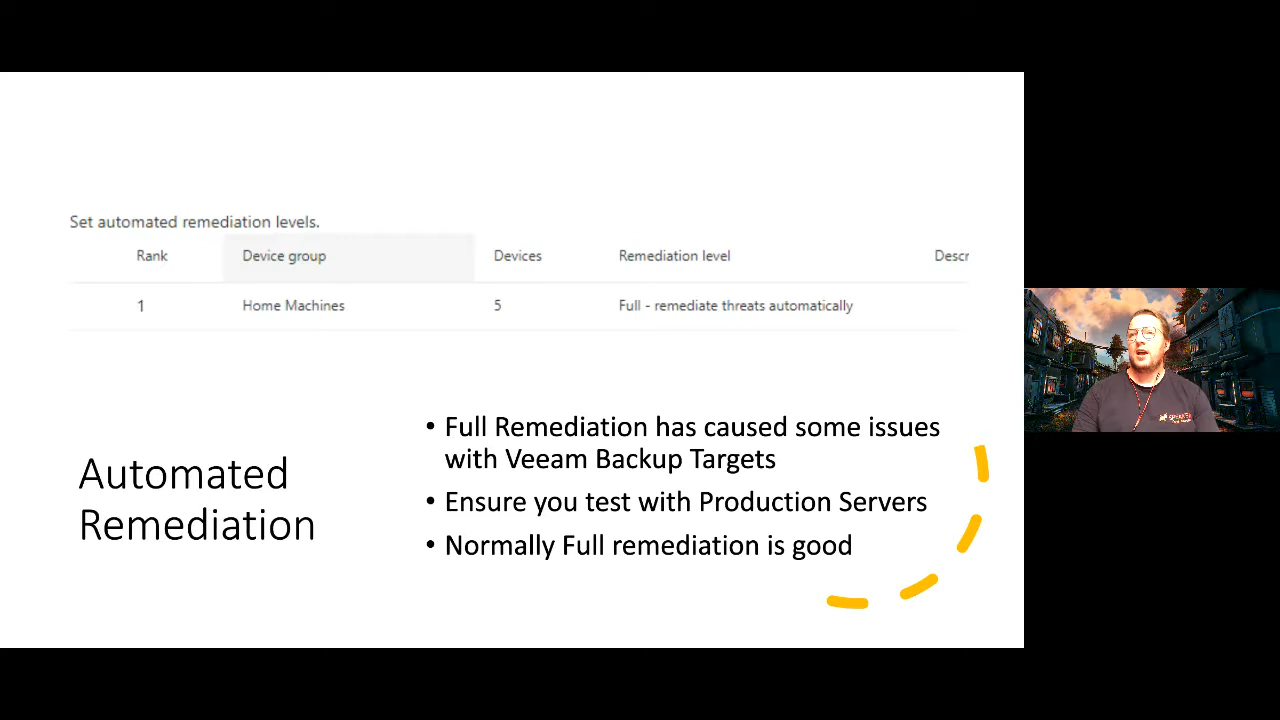 Set automated remediation levels.
Rank Device group Devices Remediation level Descr
1 Home Machines 5 Full - remediate threats automatically
Automated
Remediation
• Full Remediation has caused some issues
with Veeam Backup Targets
• Ensure you test with Production Servers
• Normally Full remediation is good
SPEAKER